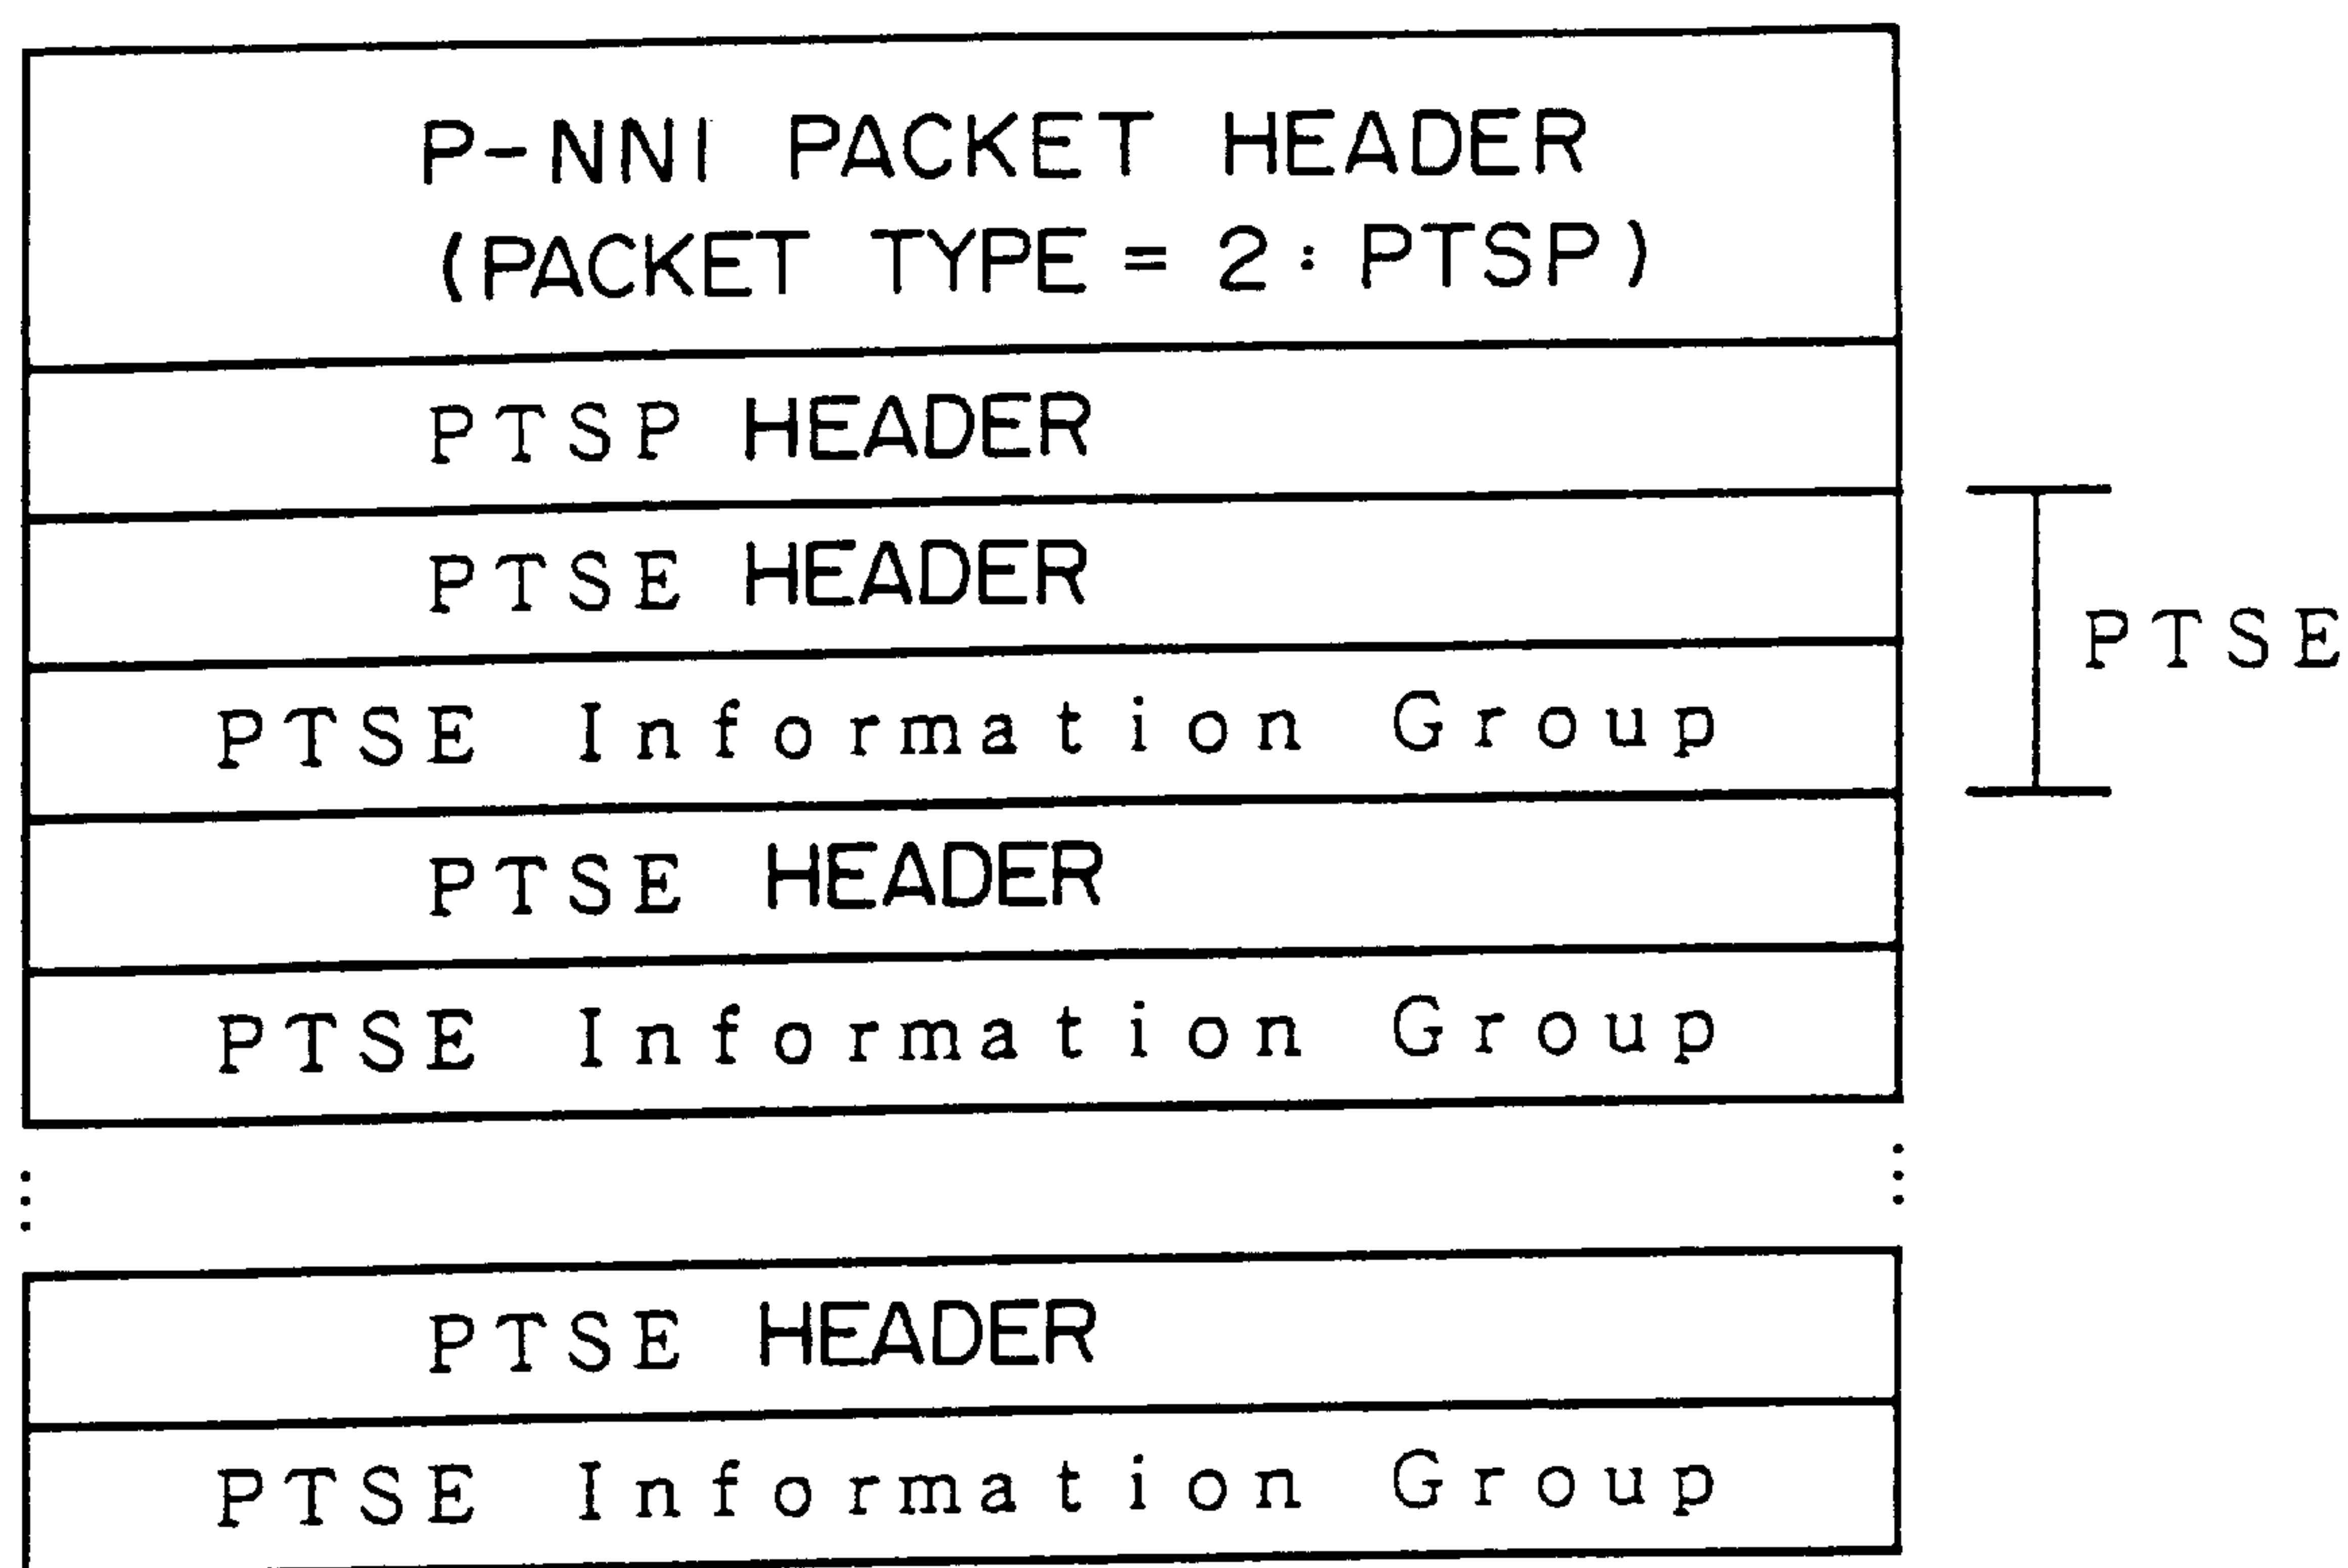 P-NNI PACKET HEADER
(PACKET TYPE = 2: PTSP)
PTSP HEADER
PTSE HEADER
PTSE
PTSE Information Group
PTSE HEADER
PTSE Information Group
PTSE HEADER
PTSE Information Group